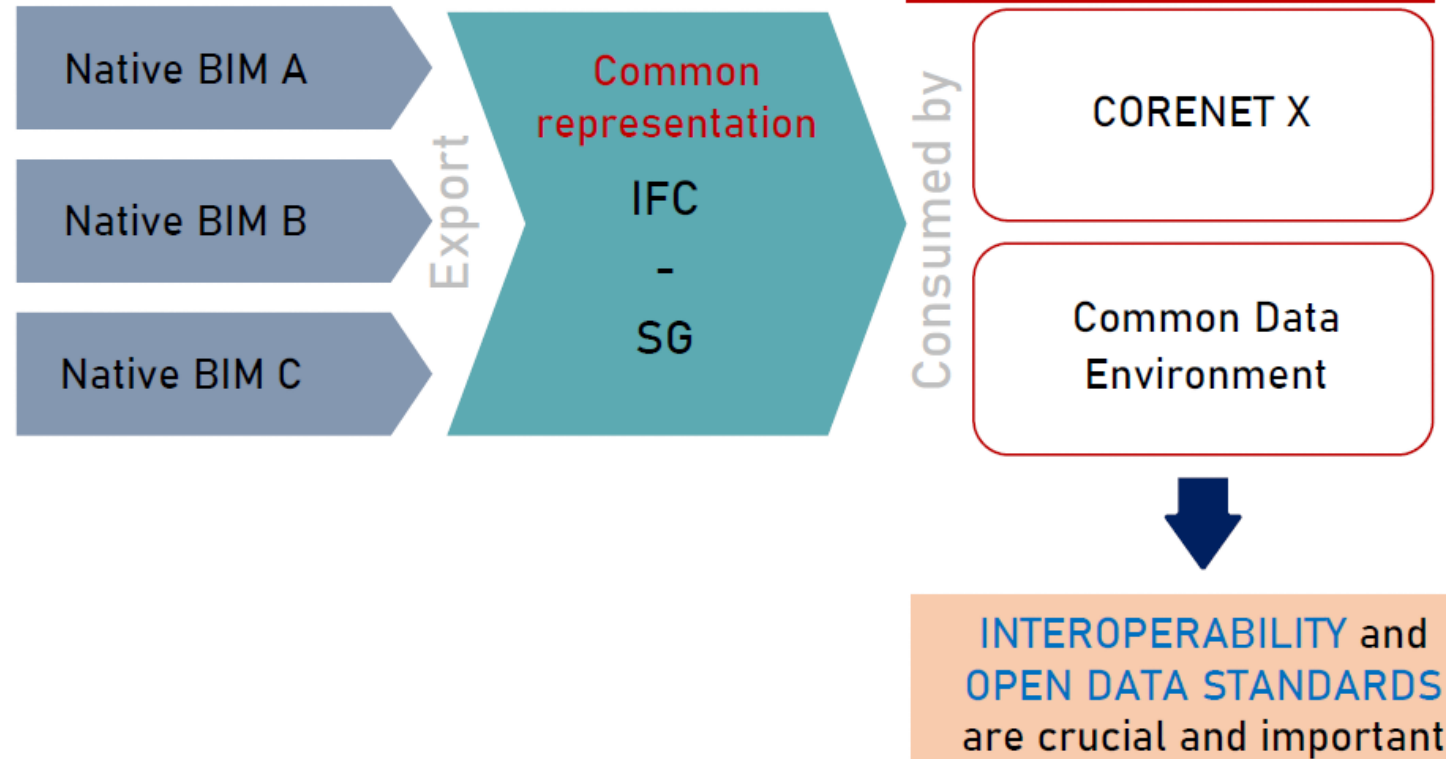 Native BIM A
Native BIM B
Native BIM C
Export
Common
representation
IFC
-
SG
Consumed by
CORENET X
Common Data
Environment
INTEROPERABILITY and
OPEN DATA STANDARDS
are crucial and important